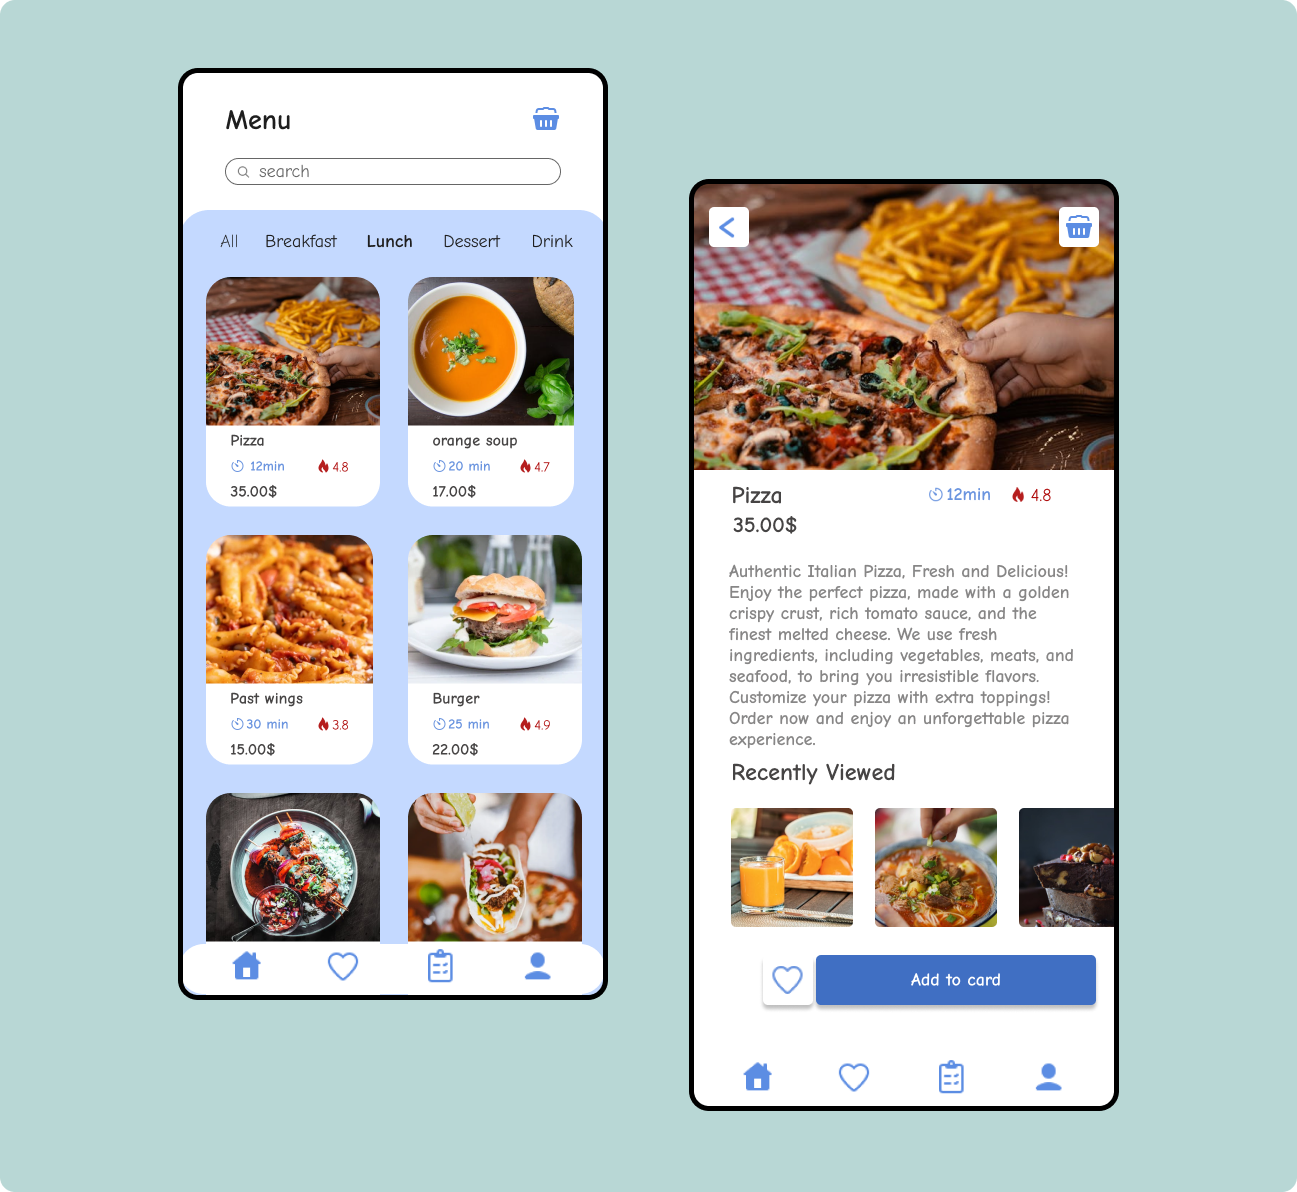 Menu
search
All Breakfast Lunch Dessert Drink
Pizza
12min 4.8
35.00$
orange soup
20 min 4.7
17.00$
Past wings
30 min 3.8
15.00$
Burger
25 min 4.9
22.00$
Pizza 12min 4.8
35.00$
Authentic Italian Pizza, Fresh and Delicious!
Enjoy the perfect pizza, made with a golden
crispy crust, rich tomato sauce, and the
finest melted cheese. We use fresh
ingredients, including vegetables, meats, and
seafood, to bring you irresistible flavors.
Customize your pizza with extra toppings!
Order now and enjoy an unforgettable pizza
experience.
Recently Viewed
Add to card